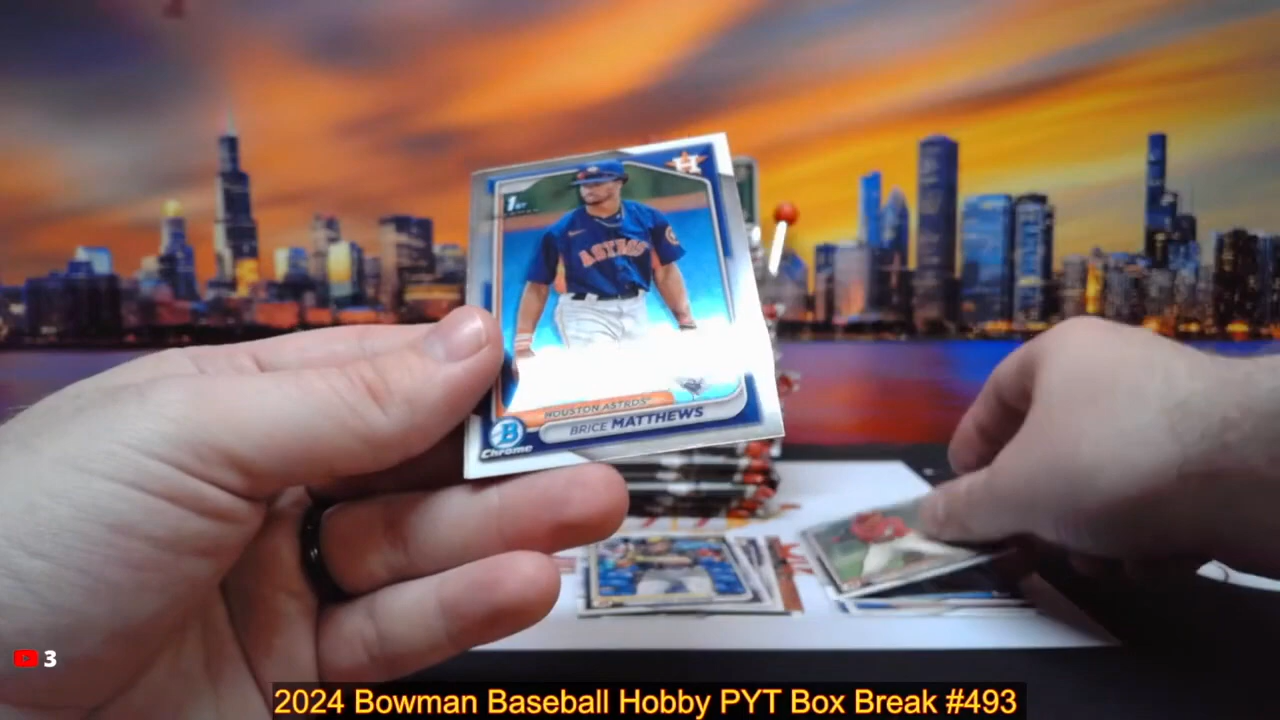 1ST
H
ASTROS
HOUSTON ASTROS
BRICE MATTHEWS
B
Chrome
3
2024 Bowman Baseball Hobby PYT Box Break #493